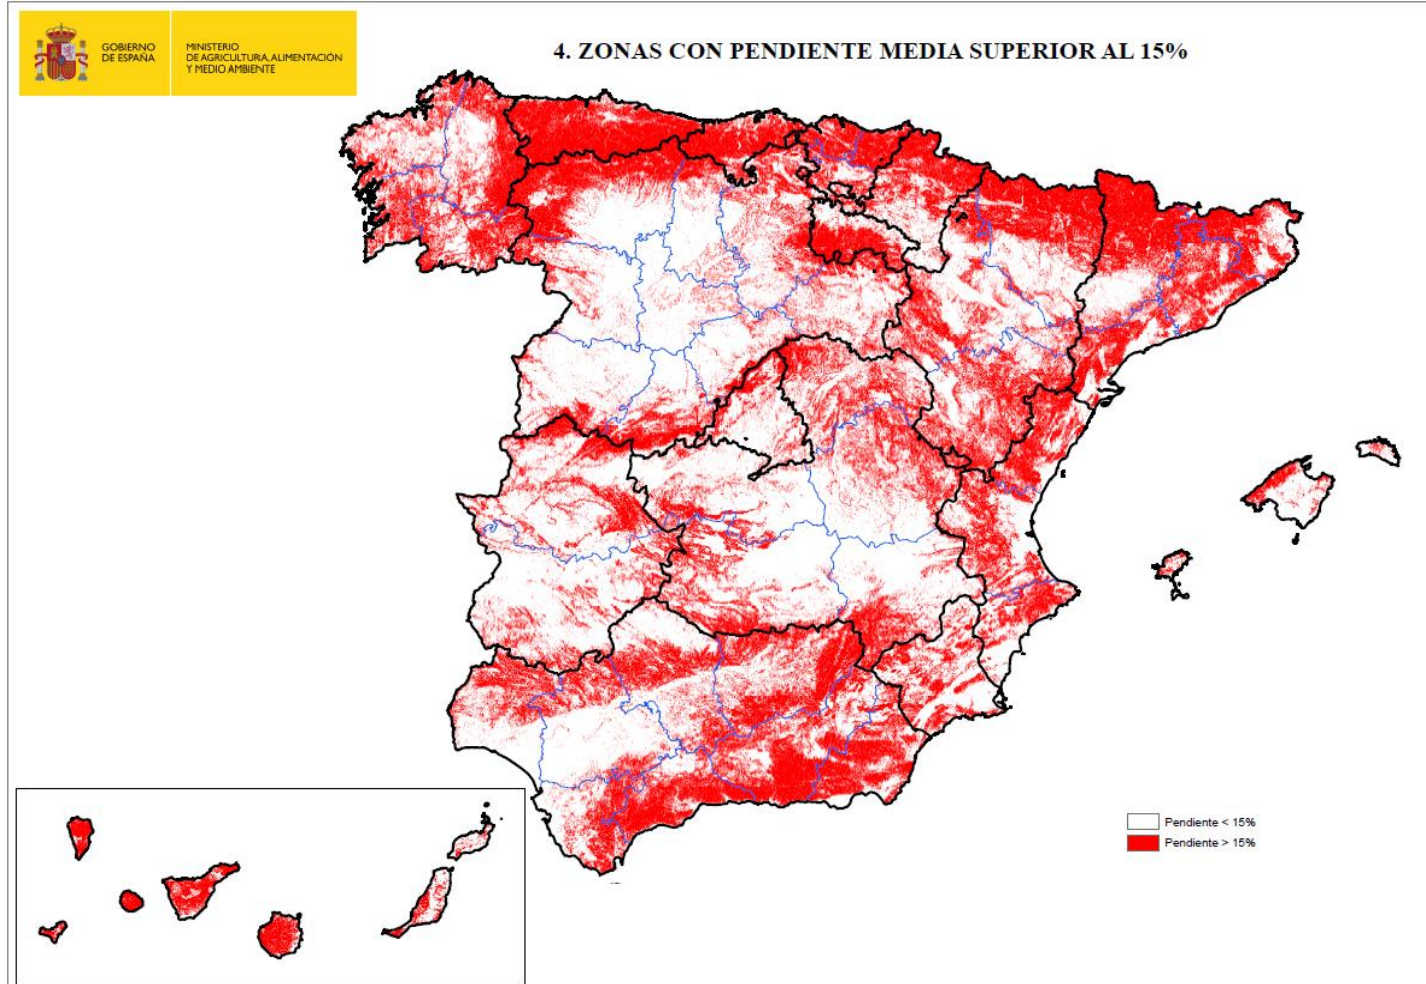 GOBIERNO
DE ESPAÑA
MINISTERIO
DE AGRICULTURA, ALIMENTACIÓN
Y MEDIO AMBIENTE
4. ZONAS CON PENDIENTE MEDIA SUPERIOR AL 15%
Pendiente < 15%
Pendiente > 15%